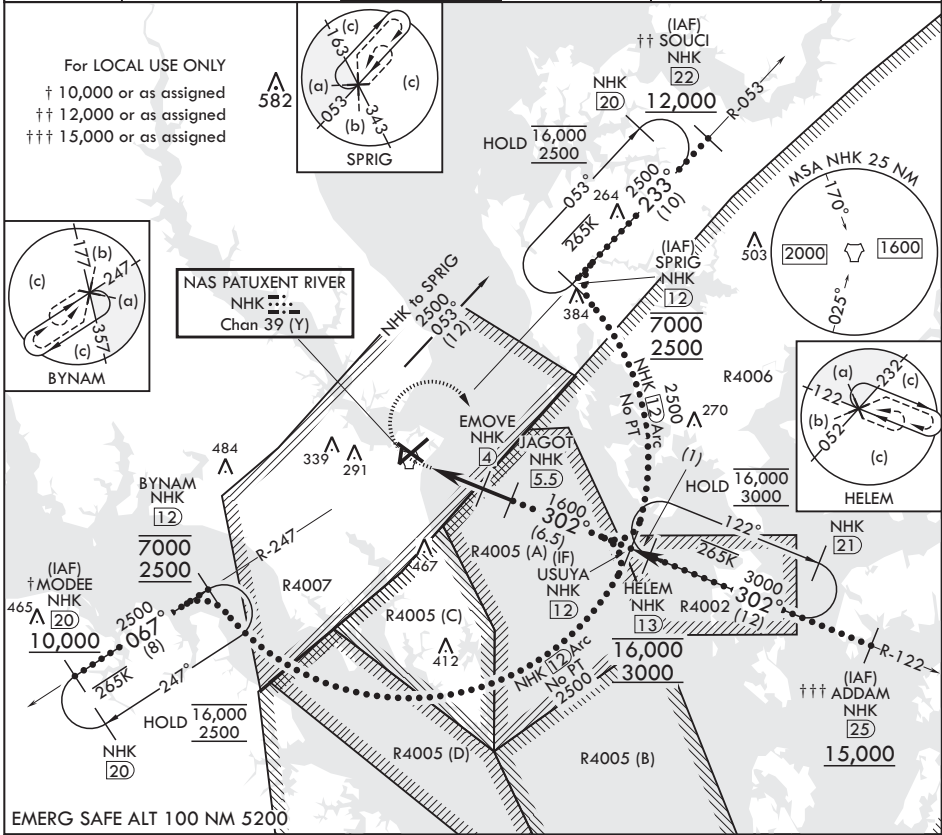 For LOCAL USE ONLY
† 10,000 or as assigned
†† 12,000 or as assigned
††† 15,000 or as assigned
582
(c)
163
(a)
(c)
053
(b)
343
SPRIG
(IAF)
†† SOUCI
NHK
22
12,000
NHK
20
R-053
HOLD
16,000
2500
053°
264
2500
233°
(10)
265K
MSA NHK 25 NM
170°
503
2000
1600
025°
(IAF)
SPRIG
NHK
12
7000
2500
384
177
(b)
247
(c)
(a)
357
(c)
BYNAM
NAS PATUXENT RIVER
NHK
Chan 39 (Y)
NHK to SPRIG
2500
053°
(12)
R4006
2500
NHK 12 Arc
No PT
270
(1)
(a)
232
(c)
122
(b)
052
(c)
HELEM
EMOVE
NHK
4
JAGOT
NHK
5.5
484
339
291
HOLD
16,000
3000
BYNAM
NHK
12
7000
2500
R-247
1600
302°
(6.5)
122°
NHK
21
265K
R4005 (A)
(IF)
USUYA
NHK
12
467
3000
302°
(12)
(IAF)
†MODEE
NHK
20
10,000
465
2500
067°
(8)
R4007
R4005 (C)
HELEM
NHK
13
16,000
3000
R4002
412
265K
247°
NHK 12 Arc
No PT
2500
R-122
(IAF)
††† ADDAM
NHK
25
15,000
HOLD
16,000
2500
NHK
20
R4005 (D)
R4005 (B)
EMERG SAFE ALT 100 NM 5200